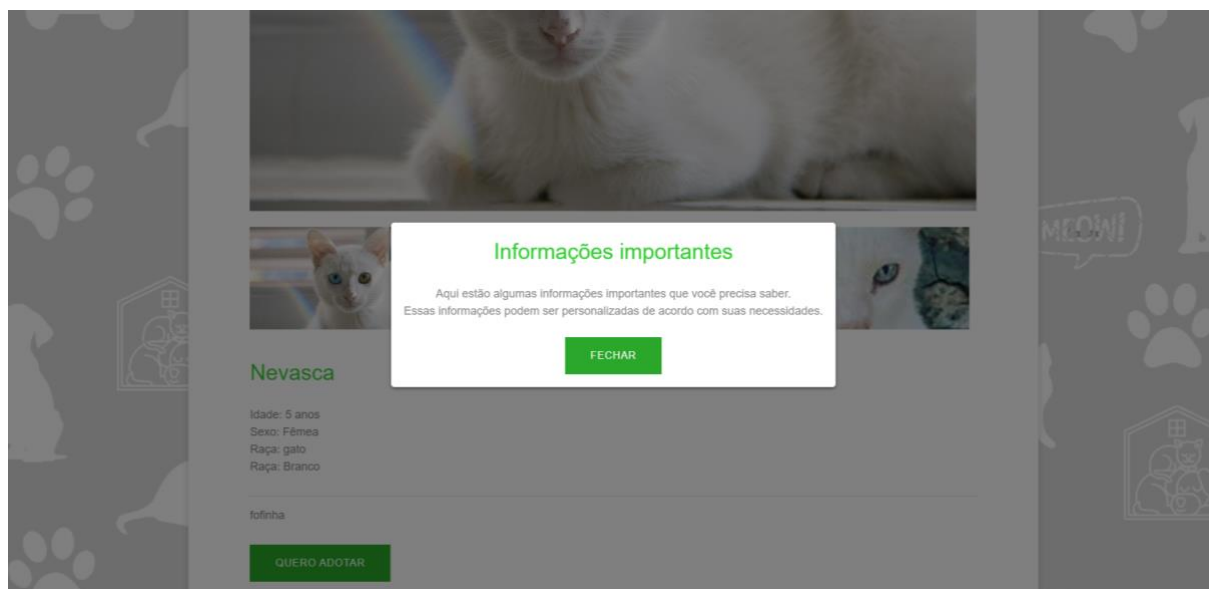 MEOW!
Informações importantes
Aqui estão algumas informações importantes que você precisa saber.
Essas informações podem ser personalizadas de acordo com suas necessidades.
FECHAR
Nevasca
Idade: 5 anos
Sexo: Fêmea
Raça: gato
Raça: Branco
fofinha
QUERO ADOTAR